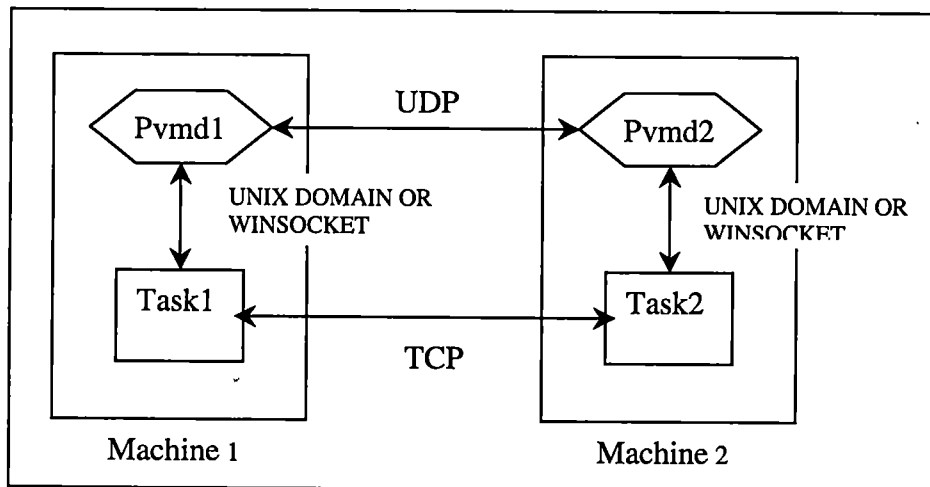 UDP
Pvmd1
Pvmd2
UNIX DOMAIN OR
WINSOCKET
UNIX DOMAIN OR
WINSOCKET
Task1
Task2
TCP
Machine 1
Machine 2